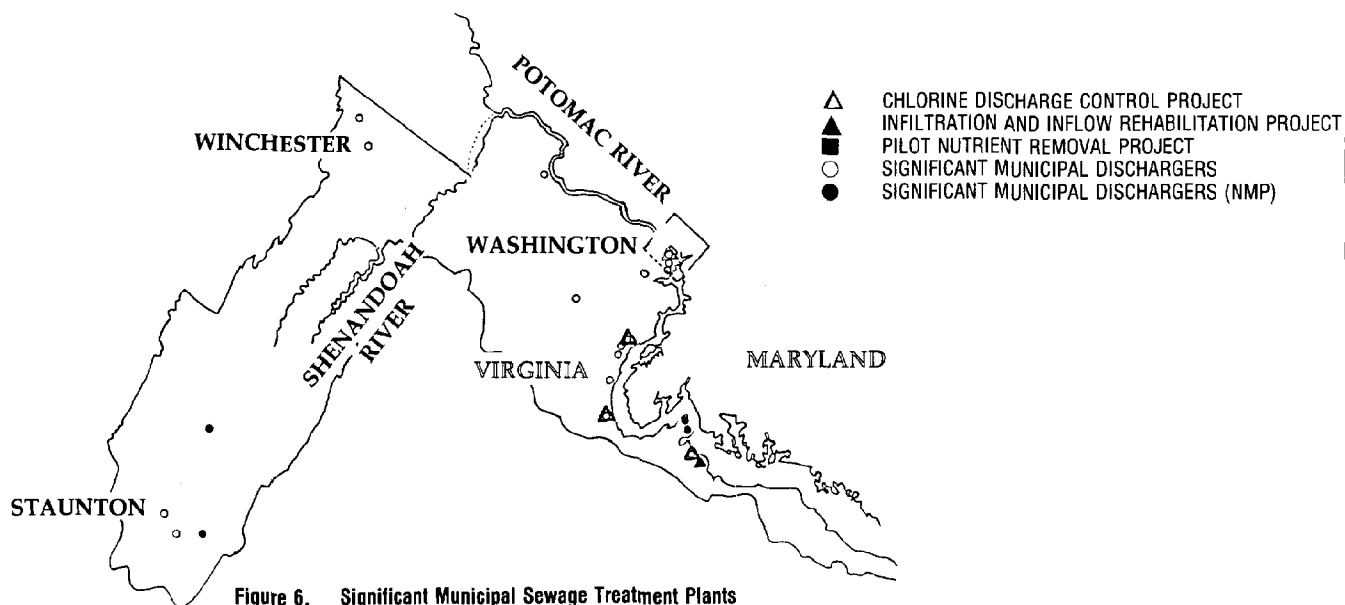 POTOMAC RIVER
WINCHESTER
WASHINGTON
SHENANDOAH
RIVER
VIRGINIA
MARYLAND
STAUNTON
CHLORINE DISCHARGE CONTROL PROJECT
INFILTRATION AND INFLOW REHABILITATION PROJECT
PILOT NUTRIENT REMOVAL PROJECT
SIGNIFICANT MUNICIPAL DISCHARGERS
SIGNIFICANT MUNICIPAL DISCHARGERS (NMP)
Figure 6. Significant Municipal Sewage Treatment Plants